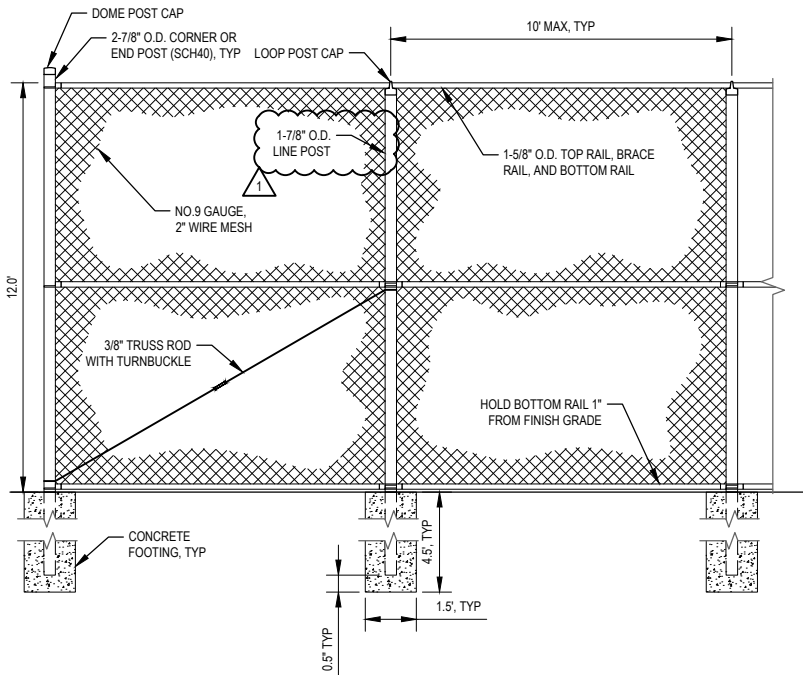 DOME POST CAP
2-7/8" O.D. CORNER OR
END POST (SCH40), TYP
LOOP POST CAP
10' MAX, TYP
1-7/8" O.D.
LINE POST
1
1-5/8" O.D. TOP RAIL, BRACE
RAIL, AND BOTTOM RAIL
NO.9 GAUGE,
2" WIRE MESH
12.0'
3/8" TRUSS ROD
WITH TURNBUCKLE
HOLD BOTTOM RAIL 1"
FROM FINISH GRADE
CONCRETE
FOOTING, TYP
4.5', TYP
1.5', TYP
0.5" TYP